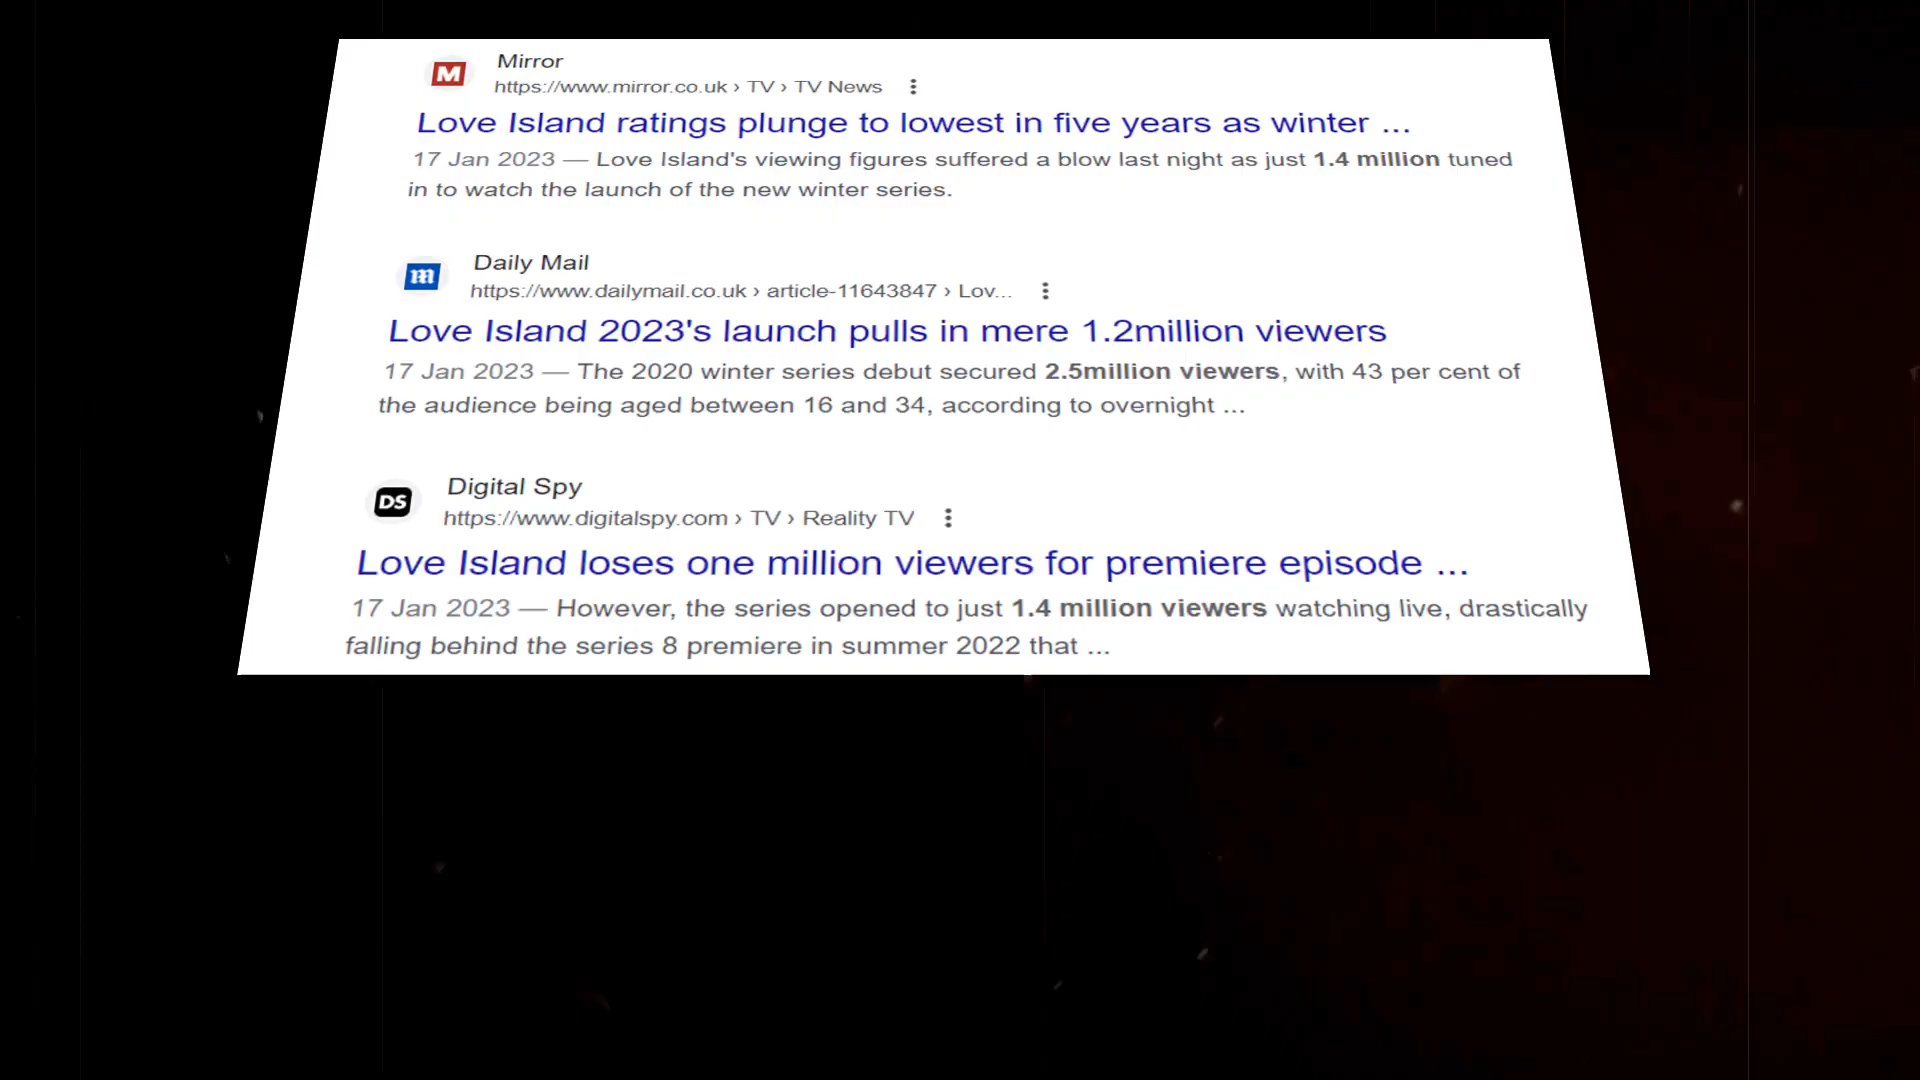 Mirror
https://www.mirror.co.uk › TV › TV News
Love Island ratings plunge to lowest in five years as winter ...
17 Jan 2023 — Love Island's viewing figures suffered a blow last night as just 1.4 million tuned
in to watch the launch of the new winter series.
Daily Mail
https://www.dailymail.co.uk › article-11643847 › Lov...
Love Island 2023's launch pulls in mere 1.2million viewers
17 Jan 2023 — The 2020 winter series debut secured 2.5million viewers, with 43 per cent of
the audience being aged between 16 and 34, according to overnight ...
DS
Digital Spy
https://www.digitalspy.com › TV › Reality TV
Love Island loses one million viewers for premiere episode ...
17 Jan 2023 — However, the series opened to just 1.4 million viewers watching live, drastically
falling behind the series 8 premiere in summer 2022 that ...